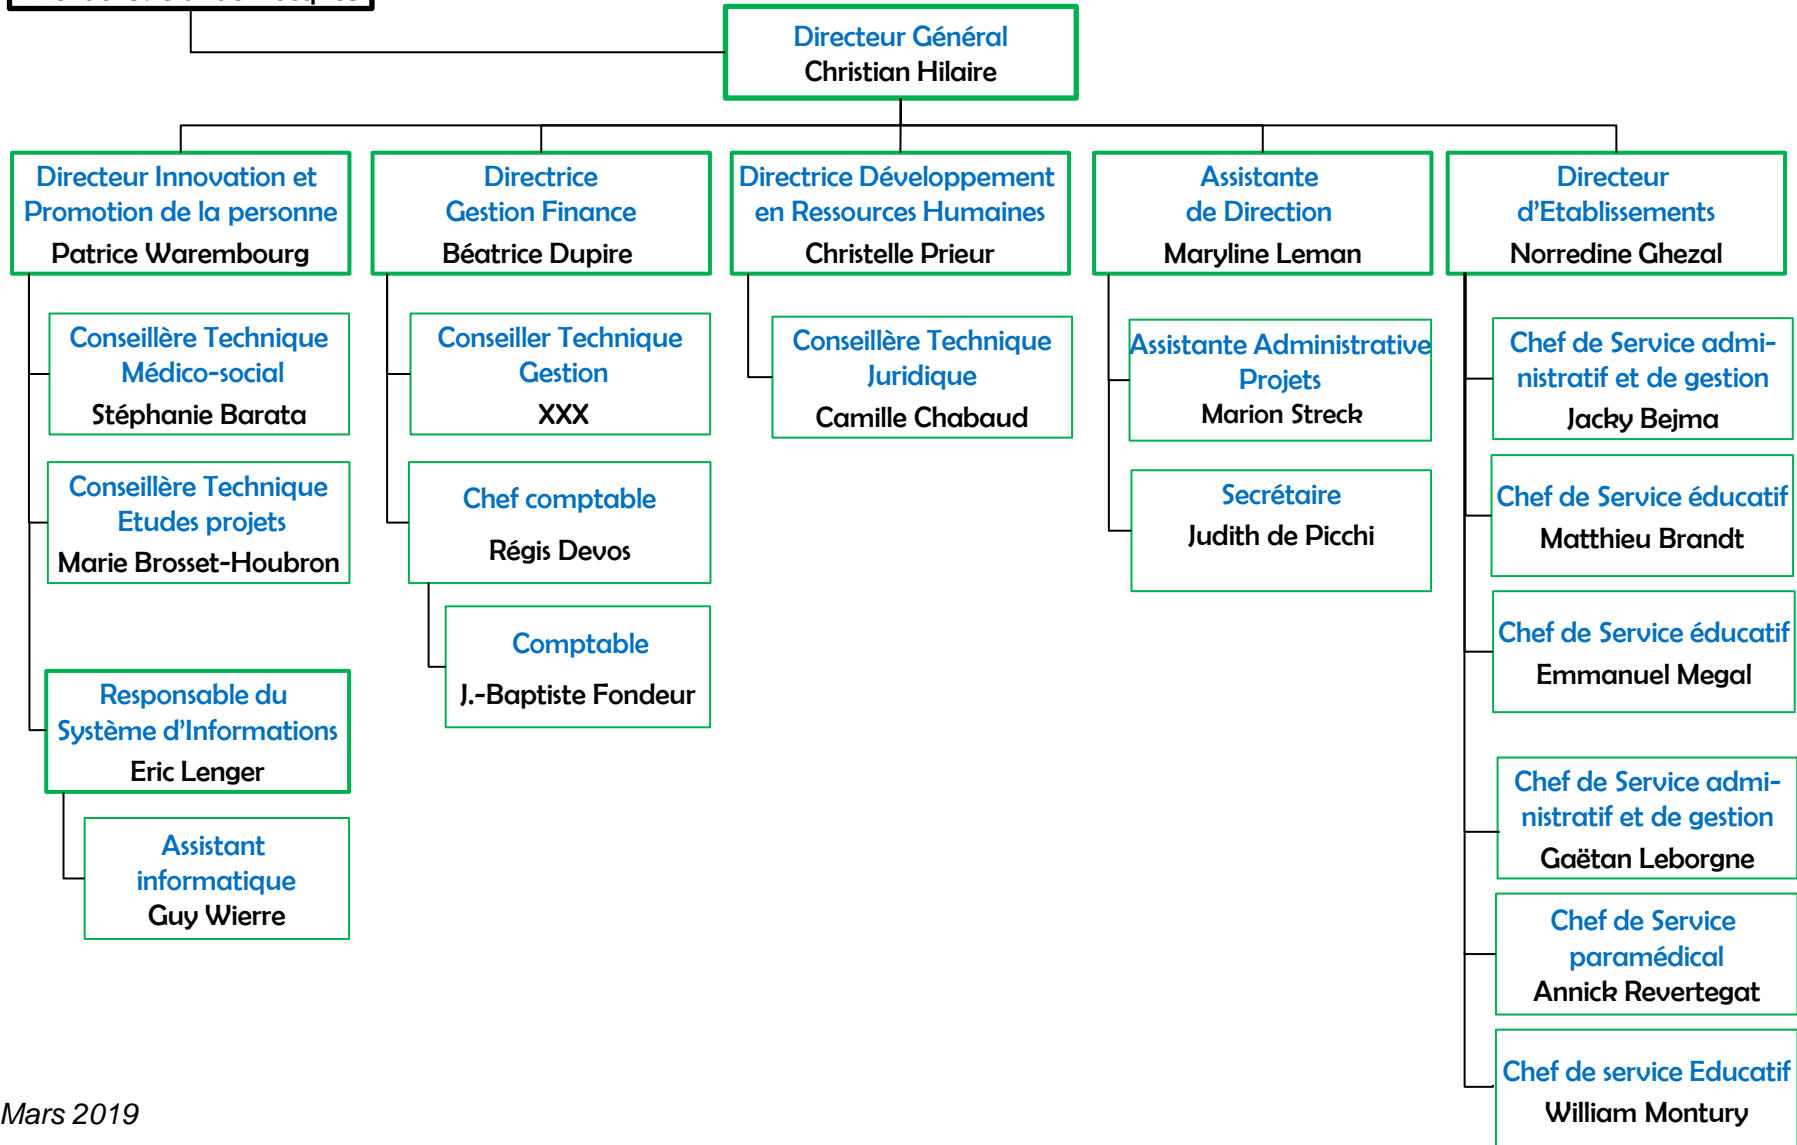 Directeur Général
Christian Hilaire
Directeur Innovation et
Promotion de la personne
Patrice Warembourg
Directrice
Gestion Finance
Béatrice Dupire
Directrice Développement
en Ressources Humaines
Christelle Prieur
Assistante
de Direction
Maryline Leman
Directeur
d'Etablissements
Norredine Ghezal
Conseillère Technique
Médico-social
Stéphanie Barata
Conseillère Technique
Etudes projets
Marie Brosset-Houbron
Responsable du
Système d'Informations
Eric Lenger
Assistant
informatique
Guy Wierre
Conseiller Technique
Gestion
XXX
Chef comptable
Régis Devos
Comptable
J.-Baptiste Fondeur
Conseillère Technique
Juridique
Camille Chabaud
Assistante Administrative
Projets
Marion Streck
Secrétaire
Judith de Picchi
Chef de Service admi-
nistratif et de gestion
Jacky Bejma
Chef de Service éducatif
Matthieu Brandt
Chef de Service éducatif
Emmanuel Megal
Chef de Service admi-
nistratif et de gestion
Gaëtan Leborgne
Chef de Service
paramédical
Annick Revertegat
Chef de service Educatif
William Montury
Mars 2019